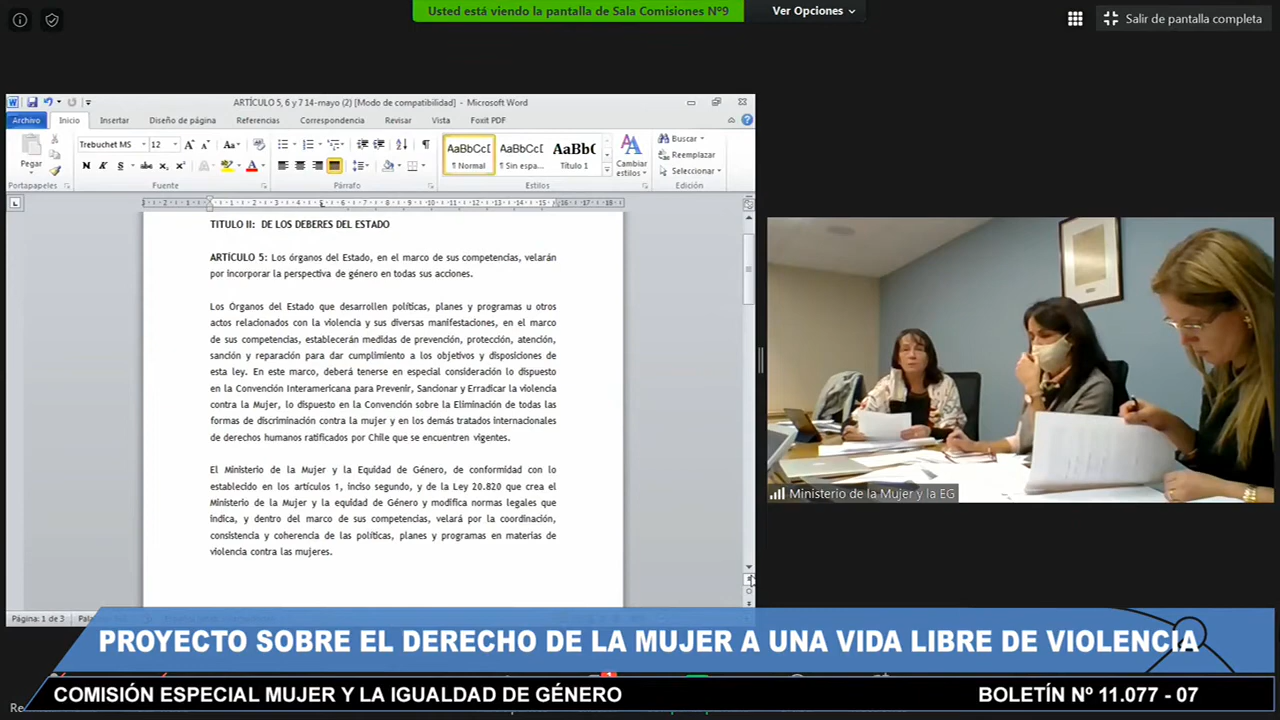 Usted está viendo la pantalla de Sala Comisiones Nº9
Ver Opciones
Salir de pantalla completa
ARTÍCULO 5, 6 y 7 14-mayo (2) [Modo de compatibilidad] - Microsoft Word
Archivo Inicio Insertar Diseño de página Referencias Correspondencia Revisar Vista Foxit PDF
Trebuchet MS 12
Pegar
AaBbCcD AaBbCcD AaBbC
¶ Normal ¶ Sin espa... Título 1
Cambiar estilos
Buscar
Reemplazar
Seleccionar
Portapapeles Fuente Párrafo Estilos Edición
TITULO II: DE LOS DEBERES DEL ESTADO
ARTÍCULO 5: Los órganos del Estado, en el marco de sus competencias, velarán
por incorporar la perspectiva de género en todas sus acciones.
Los Órganos del Estado que desarrollen políticas, planes y programas u otros
actos relacionados con la violencia y sus diversas manifestaciones, en el marco
de sus competencias, establecerán medidas de prevención, protección, atención,
sanción y reparación para dar cumplimiento a los objetivos y disposiciones de
esta ley. En este marco, deberá tenerse en especial consideración lo dispuesto
en la Convención Interamericana para Prevenir, Sancionar y Erradicar la violencia
contra la Mujer, lo dispuesto en la Convención sobre la Eliminación de todas las
formas de discriminación contra la mujer y en los demás tratados internacionales
de derechos humanos ratificados por Chile que se encuentren vigentes.
El Ministerio de la Mujer y la Equidad de Género, de conformidad con lo
establecido en los artículos 1, inciso segundo, y de la Ley 20.820 que crea el
Ministerio de la Mujer y la equidad de Género y modifica normas legales que
indica, y dentro del marco de sus competencias, velará por la coordinación,
consistencia y coherencia de las políticas, planes y programas en materias de
violencia contra las mujeres.
Ministerio de la Mujer y la EG
Página: 1 de 3
PROYECTO SOBRE EL DERECHO DE LA MUJER A UNA VIDA LIBRE DE VIOLENCIA
COMISIÓN ESPECIAL MUJER Y LA IGUALDAD DE GÉNERO
BOLETÍN Nº 11.077 - 07